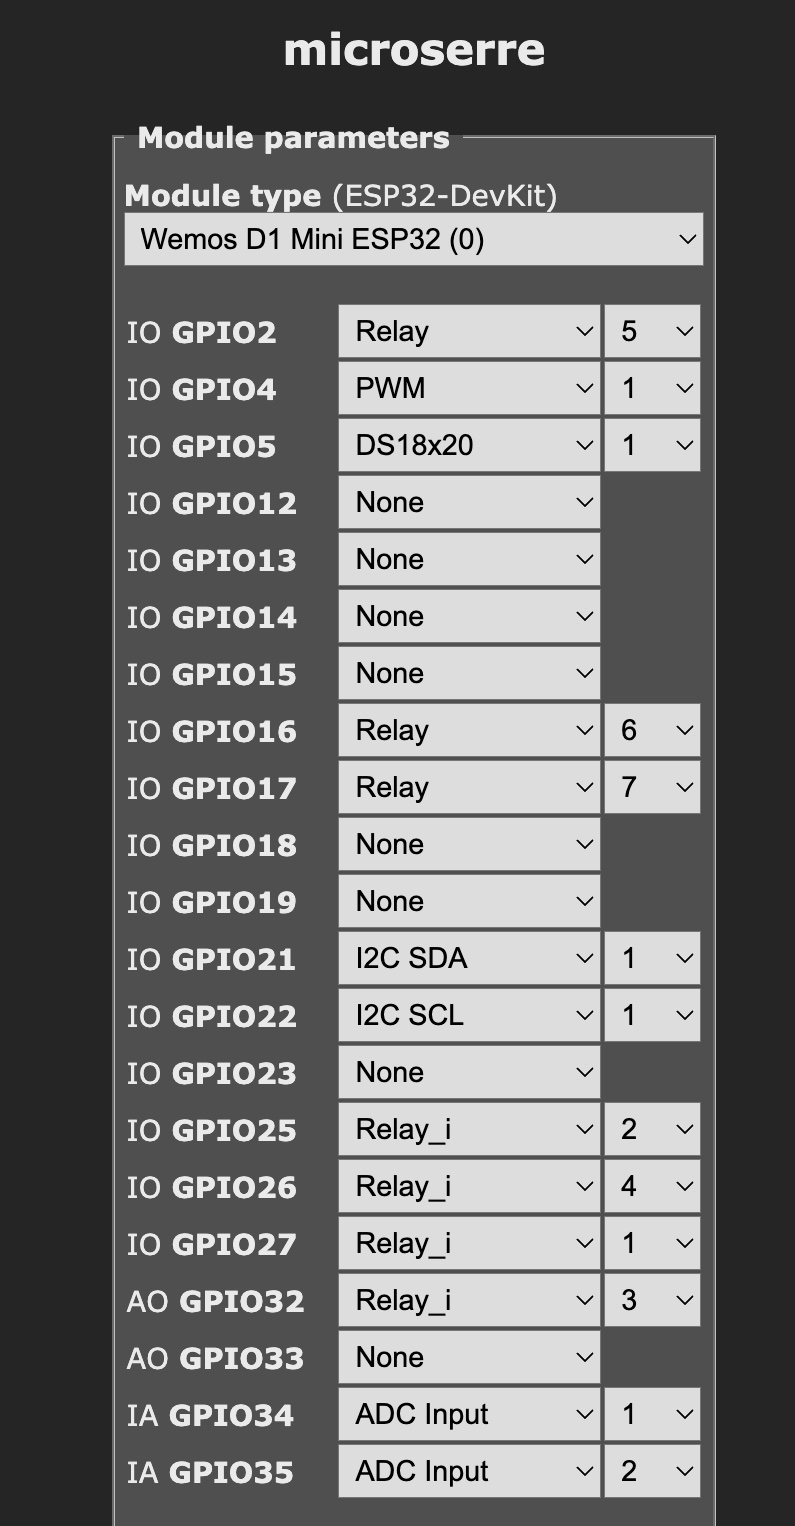 microserre
Module parameters
Module type (ESP32-DevKit)
Wemos D1 Mini ESP32 (0)
IO GPIO2 Relay 5
IO GPIO4 PWM 1
IO GPIO5 DS18x20 1
IO GPIO12 None
IO GPIO13 None
IO GPIO14 None
IO GPIO15 None
IO GPIO16 Relay 6
IO GPIO17 Relay 7
IO GPIO18 None
IO GPIO19 None
IO GPIO21 I2C SDA 1
IO GPIO22 I2C SCL 1
IO GPIO23 None
IO GPIO25 Relay_i 2
IO GPIO26 Relay_i 4
IO GPIO27 Relay_i 1
AO GPIO32 Relay_i 3
AO GPIO33 None
IA GPIO34 ADC Input 1
IA GPIO35 ADC Input 2